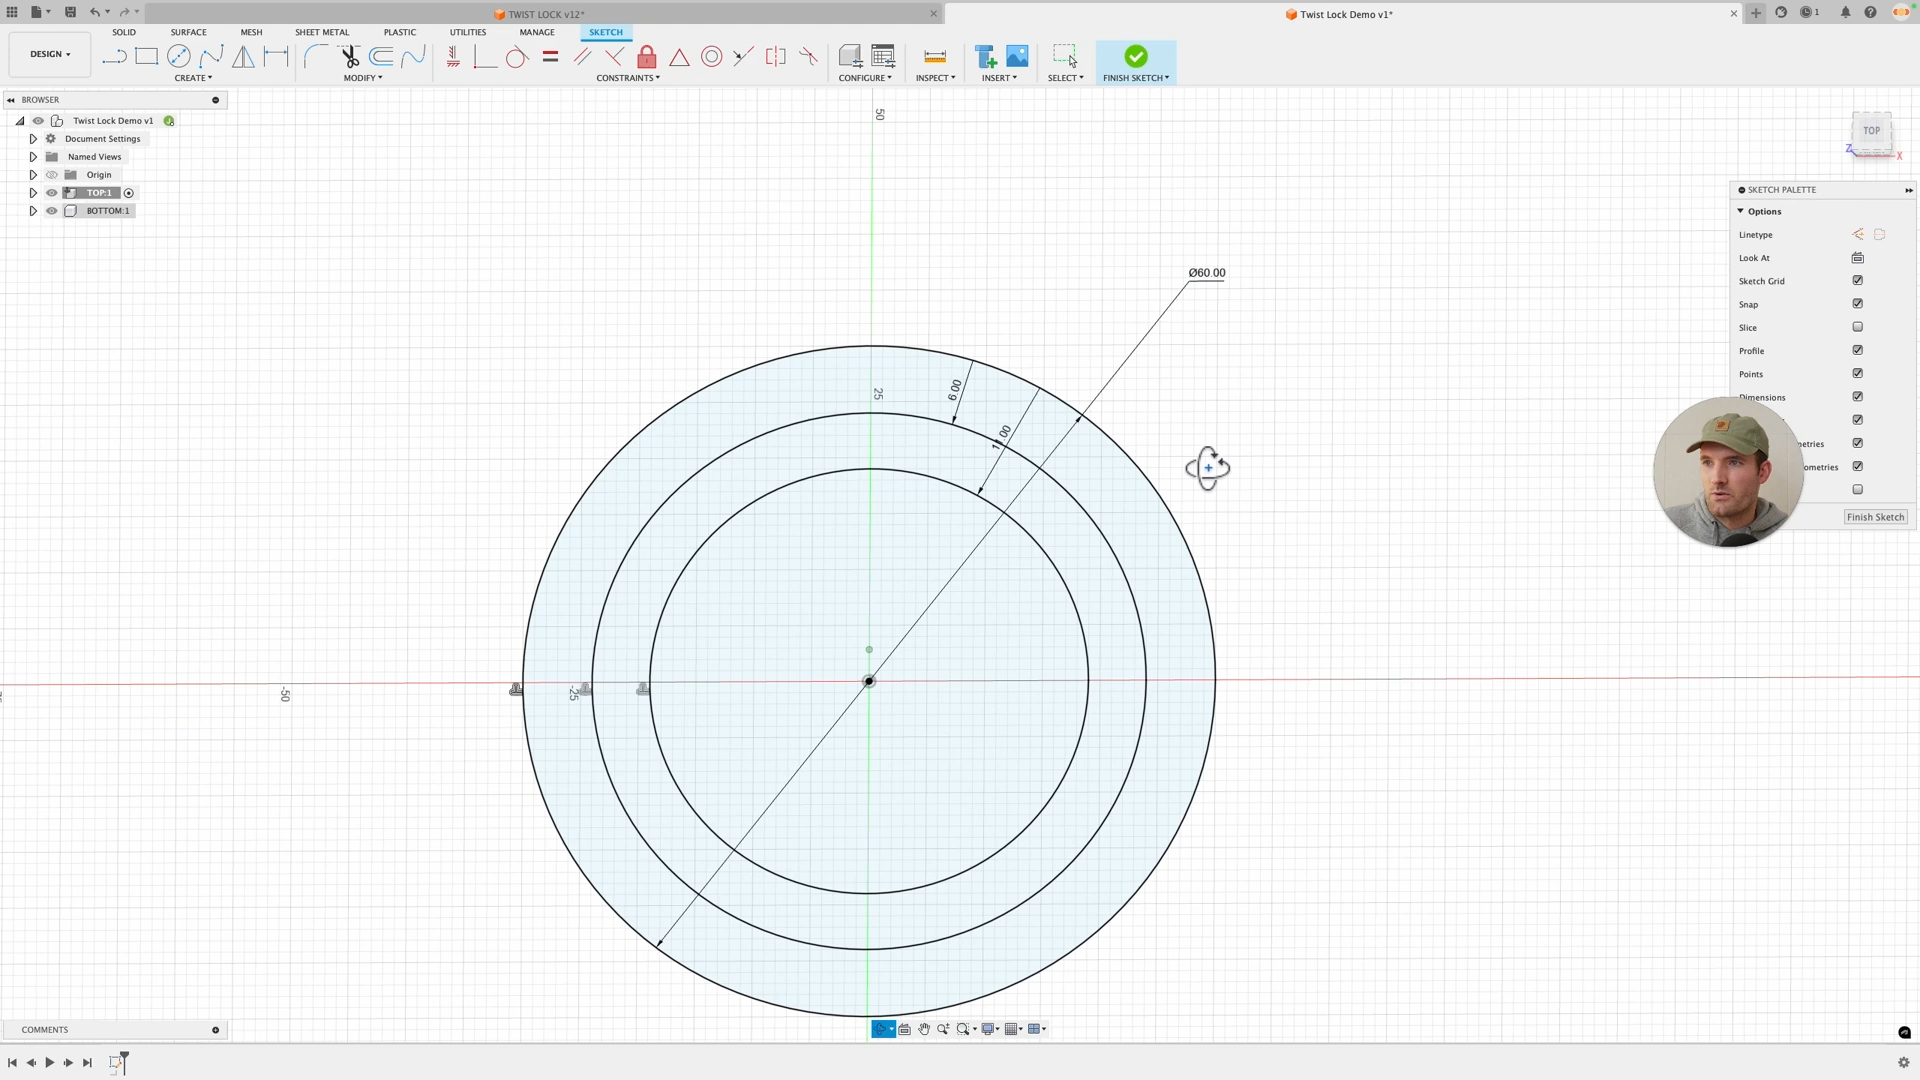 TWIST LOCK v12*
Twist Lock Demo v1*
1
DESIGN
SOLID
SURFACE
MESH
SHEET METAL
PLASTIC
UTILITIES
MANAGE
SKETCH
CREATE
MODIFY
CONSTRAINTS
CONFIGURE
INSPECT
INSERT
SELECT
FINISH SKETCH
BROWSER
Twist Lock Demo v1
Document Settings
Named Views
Origin
TOP:1
BOTTOM:1
50
TOP
Z
X
SKETCH PALETTE
Options
Linetype
Look At
Sketch Grid
Snap
Slice
Profile
Points
Dimensions
Finish Sketch
Ø60.00
6.00
25
-50
-25
COMMENTS